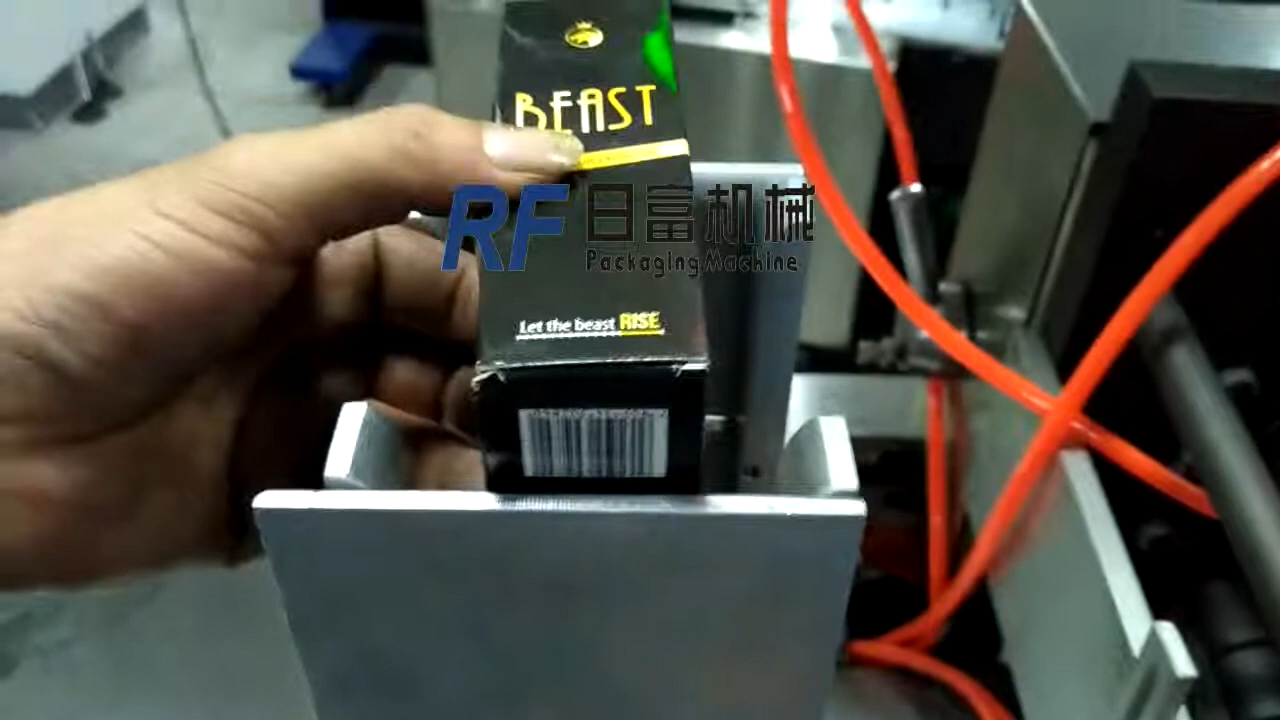 BEAST
RF 日富机械
Packaging Machine
Let the beast RISE